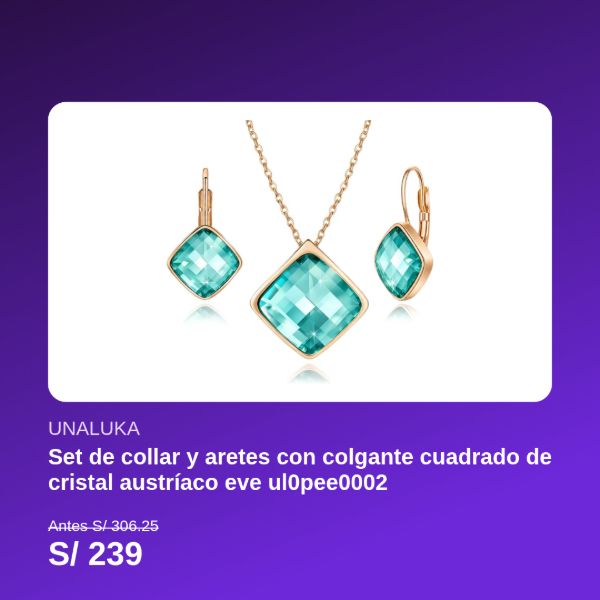 UNALUKA
Set de collar y aretes con colgante cuadrado de
cristal austríaco eve ul0pee0002
Antes S/ 306.25
S/ 239